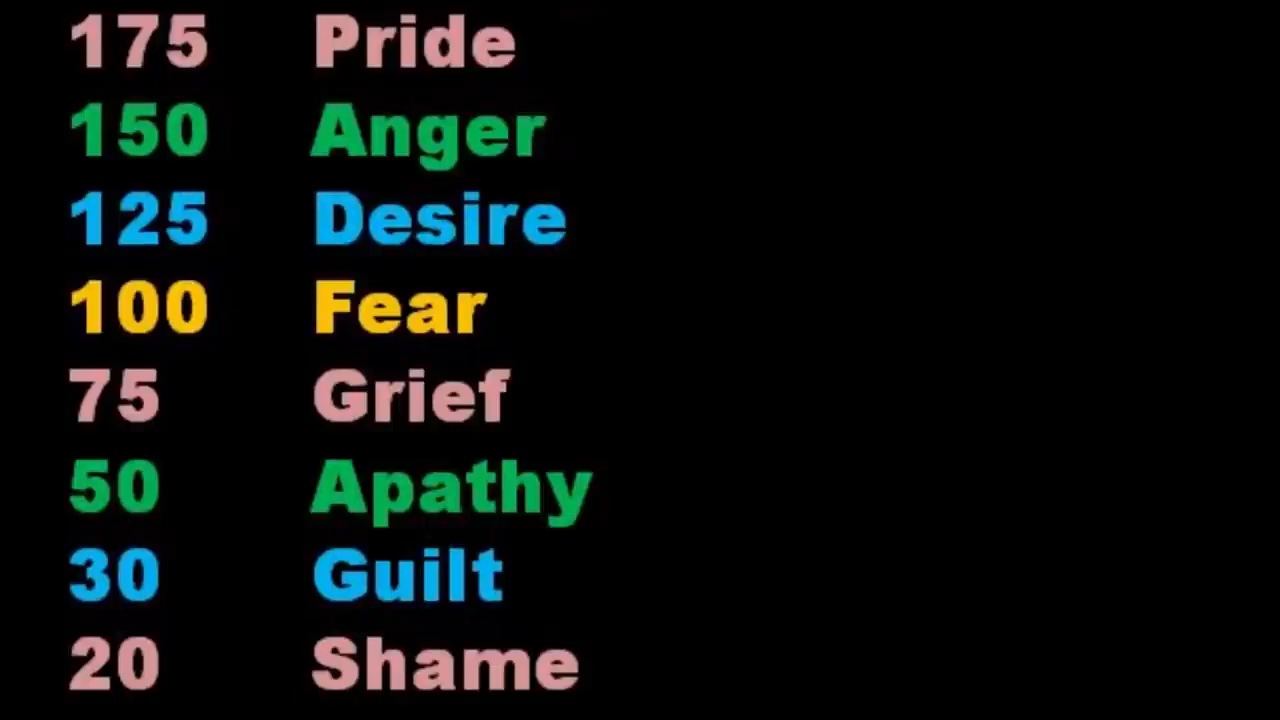 175 Pride
150 Anger
125 Desire
100 Fear
75 Grief
50 Apathy
30 Guilt
20 Shame